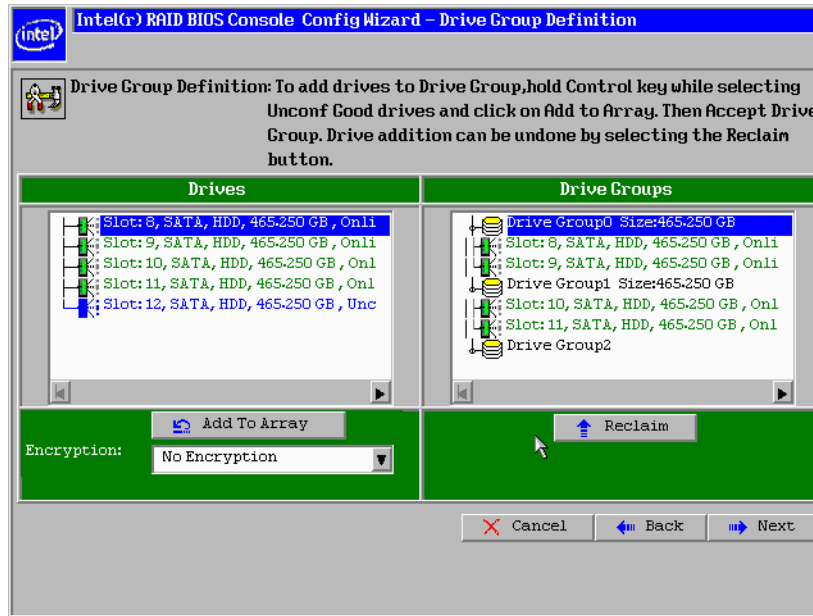 intel
Intel(r) RAID BIOS Console Config Wizard – Drive Group Definition
Drive Group Definition: To add drives to Drive Group,hold Control key while selecting
Unconf Good drives and click on Add to Array. Then Accept Drive
Group. Drive addition can be undone by selecting the Reclaim
button.
Drives
Slot: 8, SATA, HDD, 465.250 GB , Onli
Slot: 9, SATA, HDD, 465.250 GB , Onli
Slot: 10, SATA, HDD, 465.250 GB , Onl
Slot: 11, SATA, HDD, 465.250 GB , Onl
Slot: 12, SATA, HDD, 465.250 GB , Unc
Add To Array
Encryption:
No Encryption
Drive Groups
Drive Group0 Size:465.250 GB
Slot: 8, SATA, HDD, 465.250 GB , Onli
Slot: 9, SATA, HDD, 465.250 GB , Onli
Drive Group1 Size:465.250 GB
Slot: 10, SATA, HDD, 465.250 GB , Onl
Slot: 11, SATA, HDD, 465.250 GB , Onl
Drive Group2
Reclaim
Cancel
Back
Next